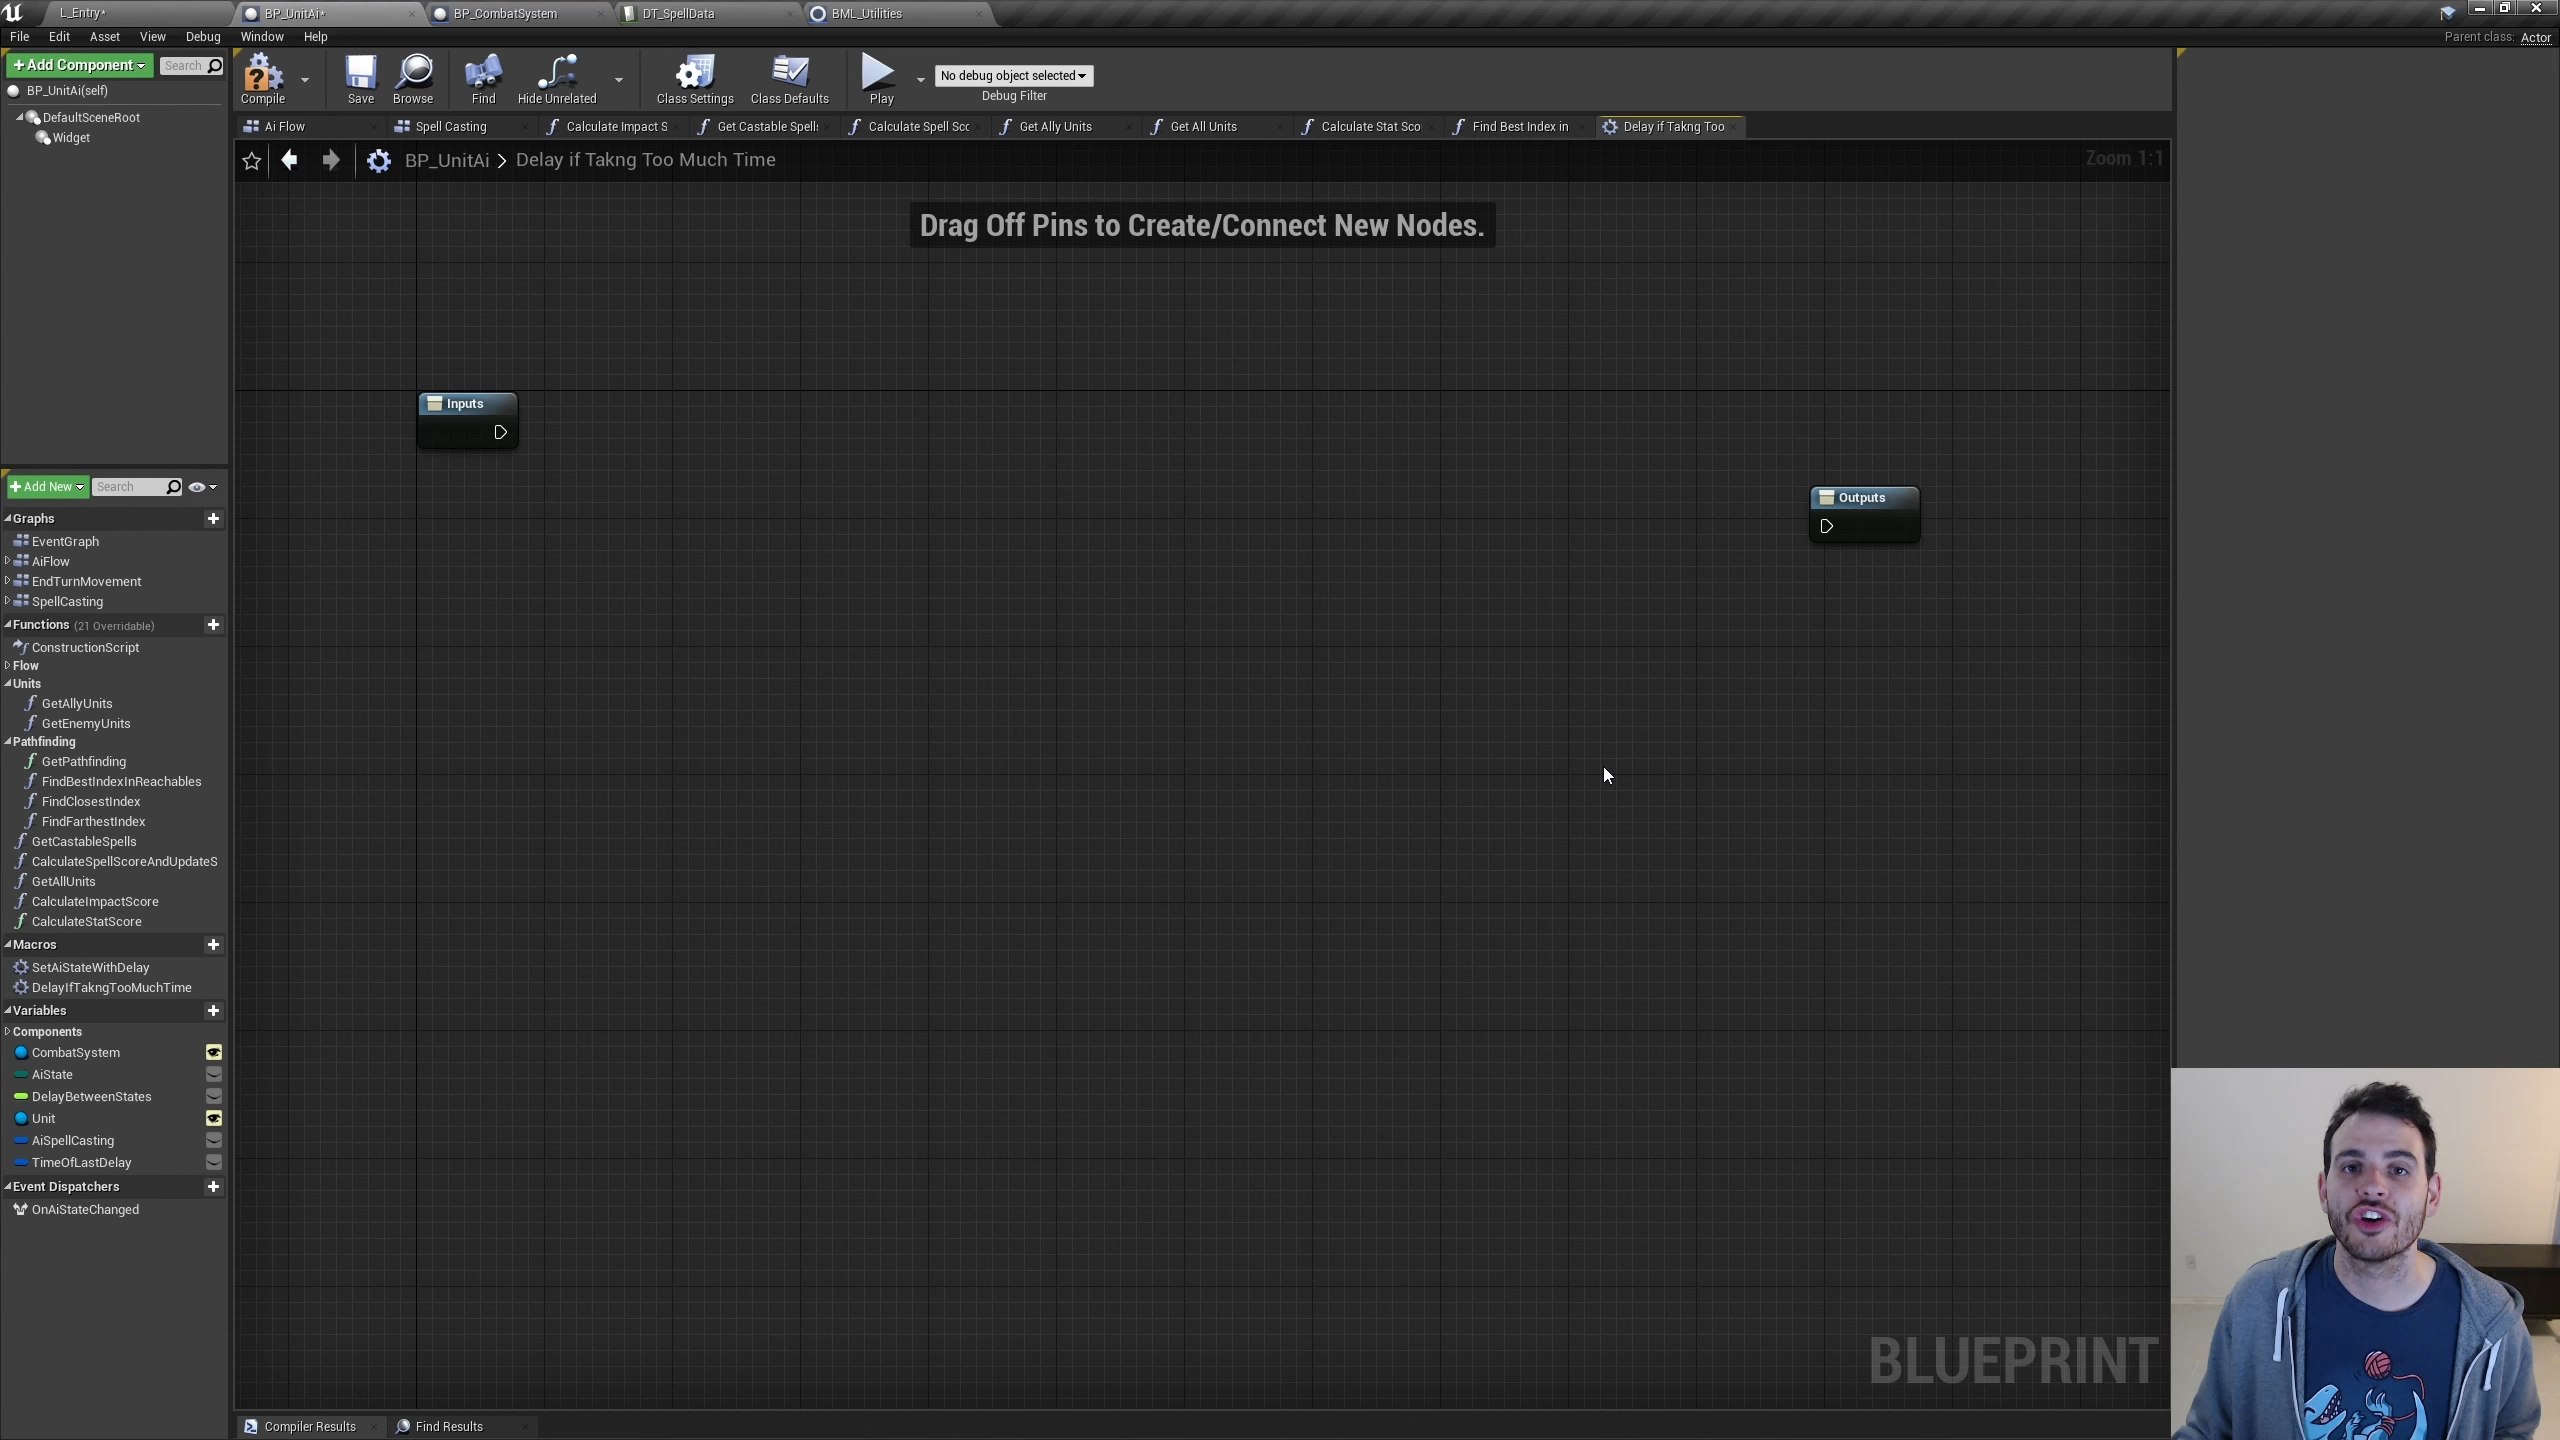 L_Entry*
BP_UnitAi*
BP_CombatSystem
DT_SpellData
BML_Utilities
File Edit Asset View Debug Window Help
Parent class: Actor
Add Component
Search
BP_UnitAi(self)
DefaultSceneRoot
Widget
Compile
Save
Browse
Find
Hide Unrelated
Class Settings
Class Defaults
Play
No debug object selected
Debug Filter
Ai Flow
Spell Casting
Calculate Impact S
Get Castable Spells
Calculate Spell Sco
Get Ally Units
Get All Units
Calculate Stat Sco
Find Best Index in
Delay if Takng Too
BP_UnitAi > Delay if Takng Too Much Time
Zoom 1:1
Drag Off Pins to Create/Connect New Nodes.
Inputs
Outputs
Add New
Search
Graphs
EventGraph
AiFlow
EndTurnMovement
SpellCasting
Functions (21 Overridable)
ConstructionScript
Flow
Units
GetAllyUnits
GetEnemyUnits
Pathfinding
GetPathfinding
FindBestIndexInReachables
FindClosestIndex
FindFarthestIndex
GetCastableSpells
CalculateSpellScoreAndUpdateS
GetAllUnits
CalculateImpactScore
CalculateStatScore
Macros
SetAiStateWithDelay
DelayIfTakngTooMuchTime
Variables
Components
CombatSystem
AiState
DelayBetweenStates
Unit
AiSpellCasting
TimeOfLastDelay
Event Dispatchers
OnAiStateChanged
BLUEPRINT
Compiler Results
Find Results